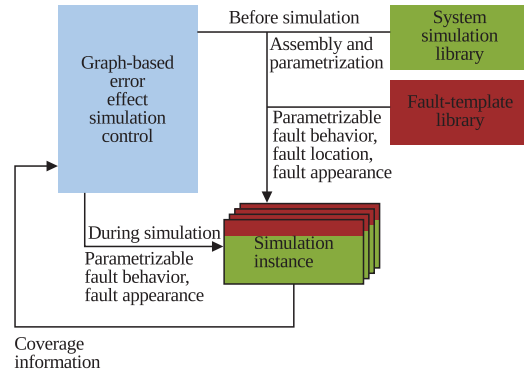 Before simulation
System
simulation
library
Graph-based
error
effect
simulation
control
Assembly and
parametrization
Fault-template
library
Parametrizable
fault behavior,
fault location,
fault appearance
During simulation
Parametrizable
fault behavior,
fault appearance
Simulation
instance
Coverage
information